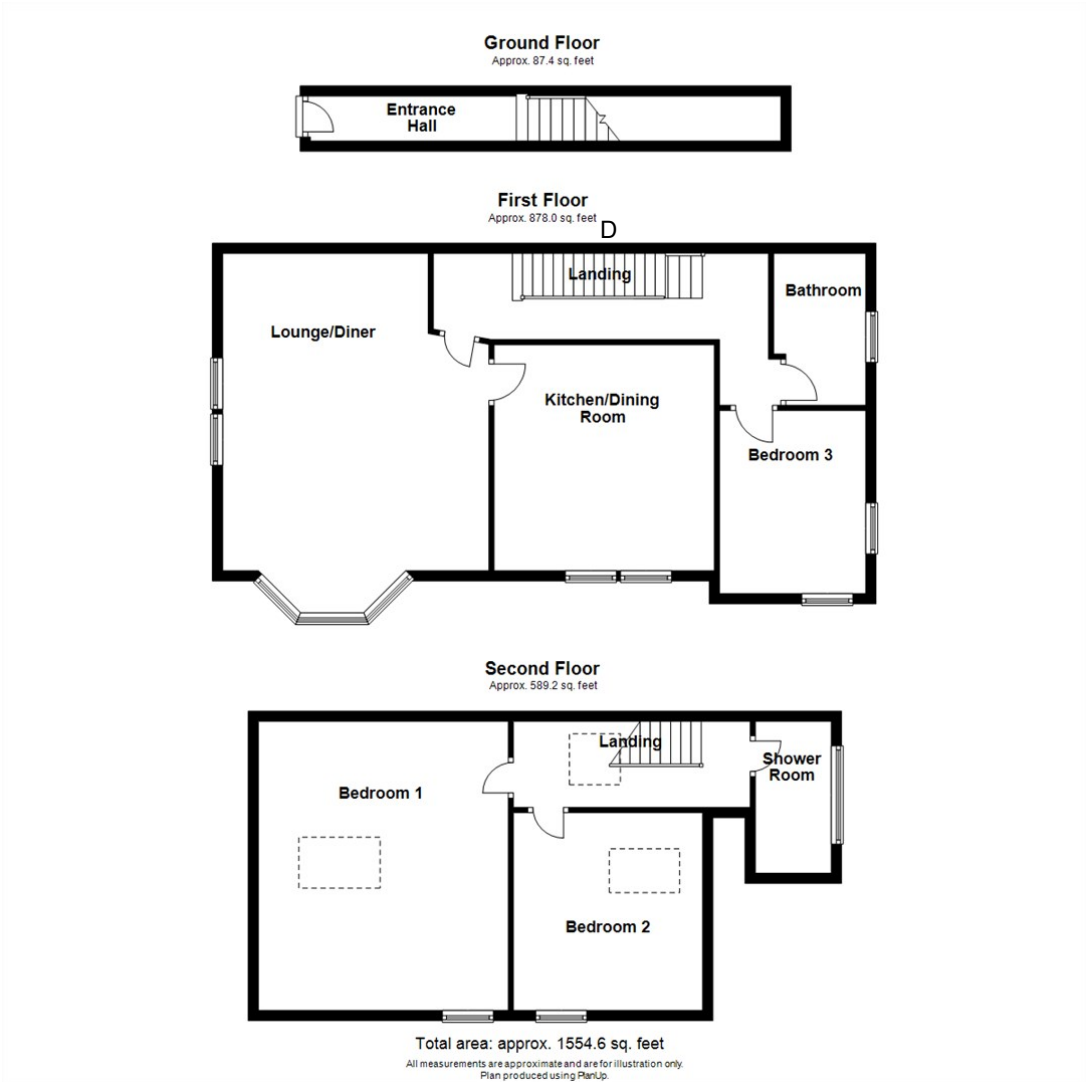 Ground Floor
Approx. 87.4 sq. feet
Entrance
Hall
First Floor
Approx. 878.0 sq. feet
D
Landing
Bathroom
Lounge/Diner
Kitchen/Dining
Room
Bedroom 3
Second Floor
Approx. 589.2 sq. feet
Landing
Shower
Room
Bedroom 1
Bedroom 2
Total area: approx. 1554.6 sq. feet
All measurements are approximate and are for illustration only.
Plan produced using PlanUp.